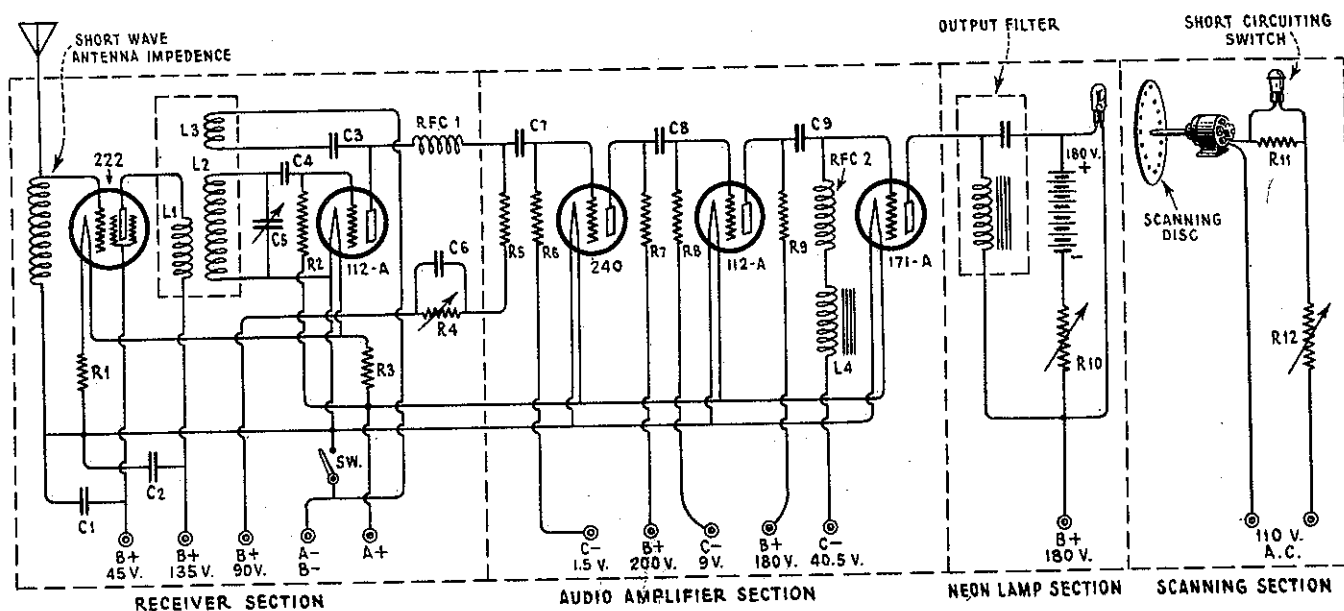 SHORT WAVE
ANTENNA IMPEDENCE
OUTPUT FILTER
SHORT CIRCUITING
SWITCH
222
L3
L2
L1
C3
C4
C5
RFC 1
R2
112-A
C6
R4
R1
R3
SW.
C2
C1
B+
45 V.
B+
135 V.
B+
90 V.
A-
B-
A+
RECEIVER SECTION
C7
C8
C9
RFC 2
R5
R6
240
R7
R8
112-A
R9
171-A
L4
C-
1.5 V.
B+
200 V.
C-
9 V.
B+
180 V.
C-
40.5 V.
AUDIO AMPLIFIER SECTION
180 V.
+
-
R10
B+
180 V.
NEON LAMP SECTION
R11
SCANNING
DISC
R12
110 V.
A.C.
SCANNING SECTION